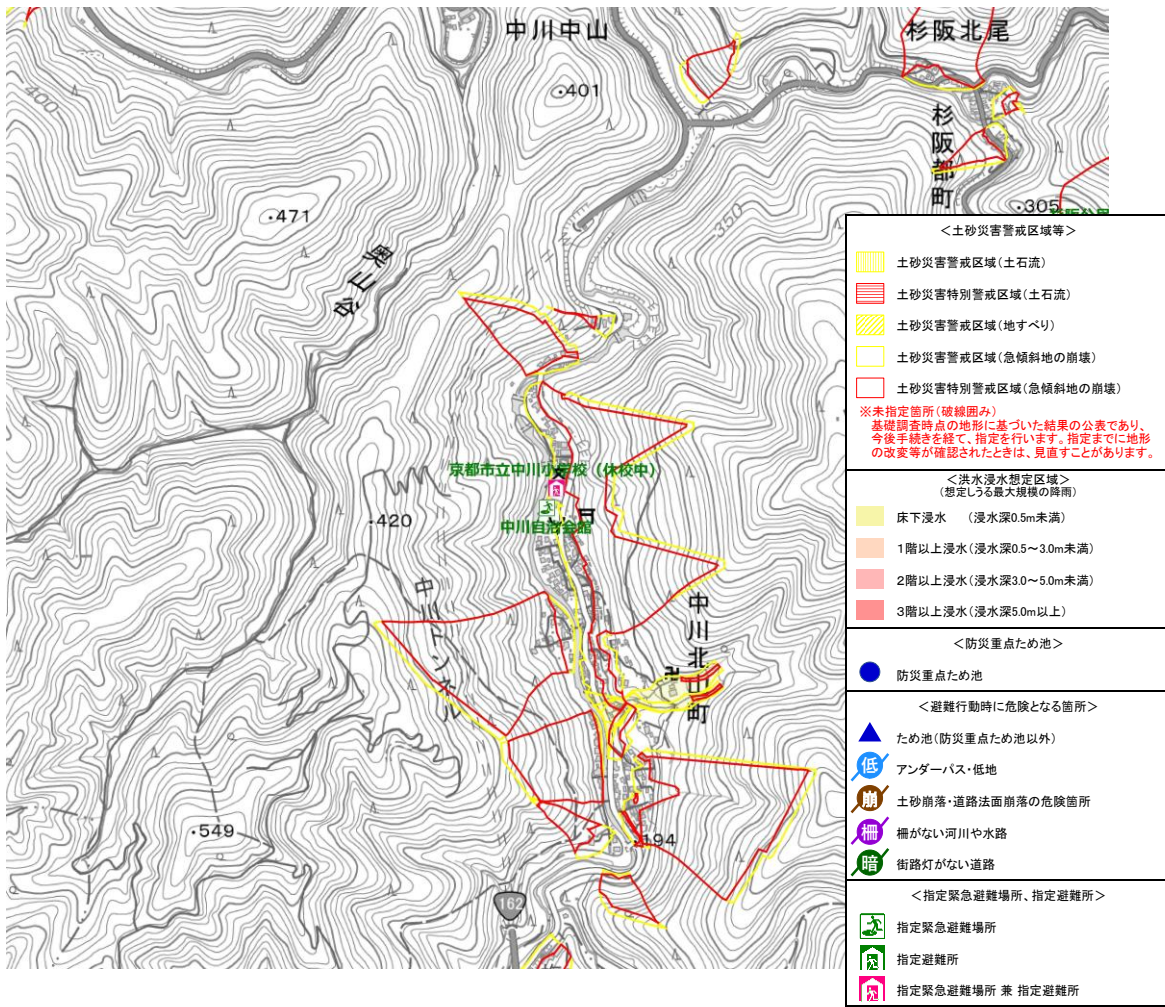 中川中山
杉阪北尾
・401
杉阪都町
400
・471
・305
奥山谷
350
京都市立中川小学校（休校中）
中川自治会館
・420
中川トンネル
中川北山町
・549
・194
162
＜土砂災害警戒区域等＞
土砂災害警戒区域（土石流）
土砂災害特別警戒区域（土石流）
土砂災害警戒区域（地すべり）
土砂災害警戒区域（急傾斜地の崩壊）
土砂災害特別警戒区域（急傾斜地の崩壊）
※未指定箇所（破線囲み）
基礎調査時点の地形に基づいた結果の公表であり、
今後手続きを経て、指定を行います。指定までに地形
の改変等が確認されたときは、見直すことがあります。
＜洪水浸水想定区域＞
（想定しうる最大規模の降雨）
床下浸水　（浸水深0.5m未満）
1階以上浸水（浸水深0.5～3.0m未満）
2階以上浸水（浸水深3.0～5.0m未満）
3階以上浸水（浸水深5.0m以上）
＜防災重点ため池＞
防災重点ため池
＜避難行動時に危険となる箇所＞
ため池（防災重点ため池以外）
低 アンダーパス・低地
崩 土砂崩落・道路法面崩落の危険箇所
柵 柵がない河川や水路
暗 街路灯がない道路
＜指定緊急避難場所、指定避難所＞
指定緊急避難場所
指定避難所
指定緊急避難場所 兼 指定避難所